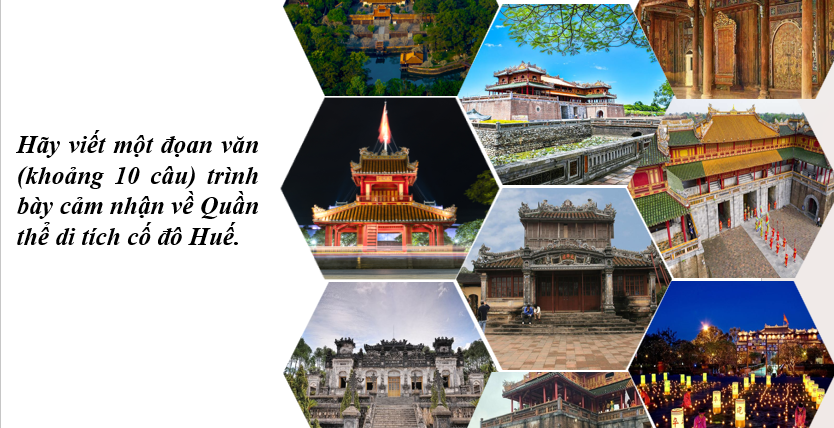 Hãy viết một đọan văn
(khoảng 10 câu) trình
bày cảm nhận về Quần
thể di tích cố đô Huế.